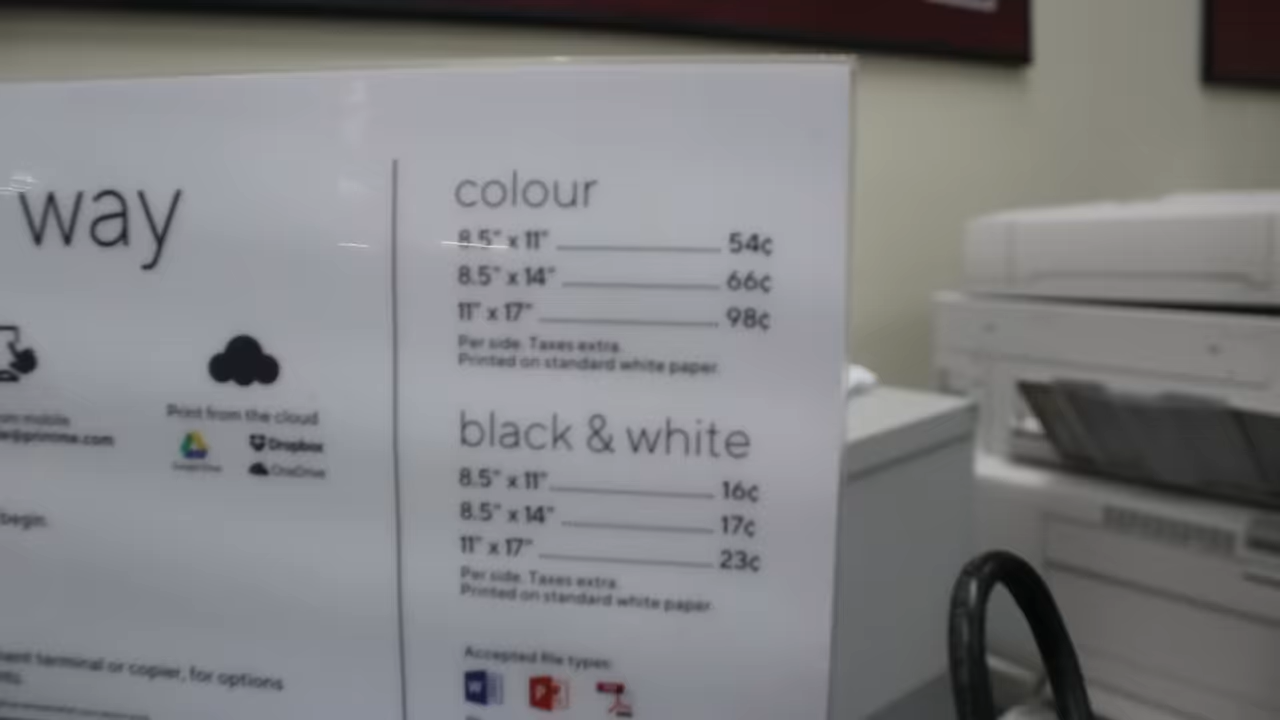 way
Print from the cloud
Dropbox
OneDrive
begin.
terminal or copier, for options
colour
8.5" x 11" 54¢
8.5" x 14" 66¢
11" x 17" 98¢
Per side. Taxes extra.
Printed on standard white paper.
black & white
8.5" x 11" 16¢
8.5" x 14" 17¢
11" x 17" 23¢
Per side. Taxes extra.
Printed on standard white paper.
Accepted file types: